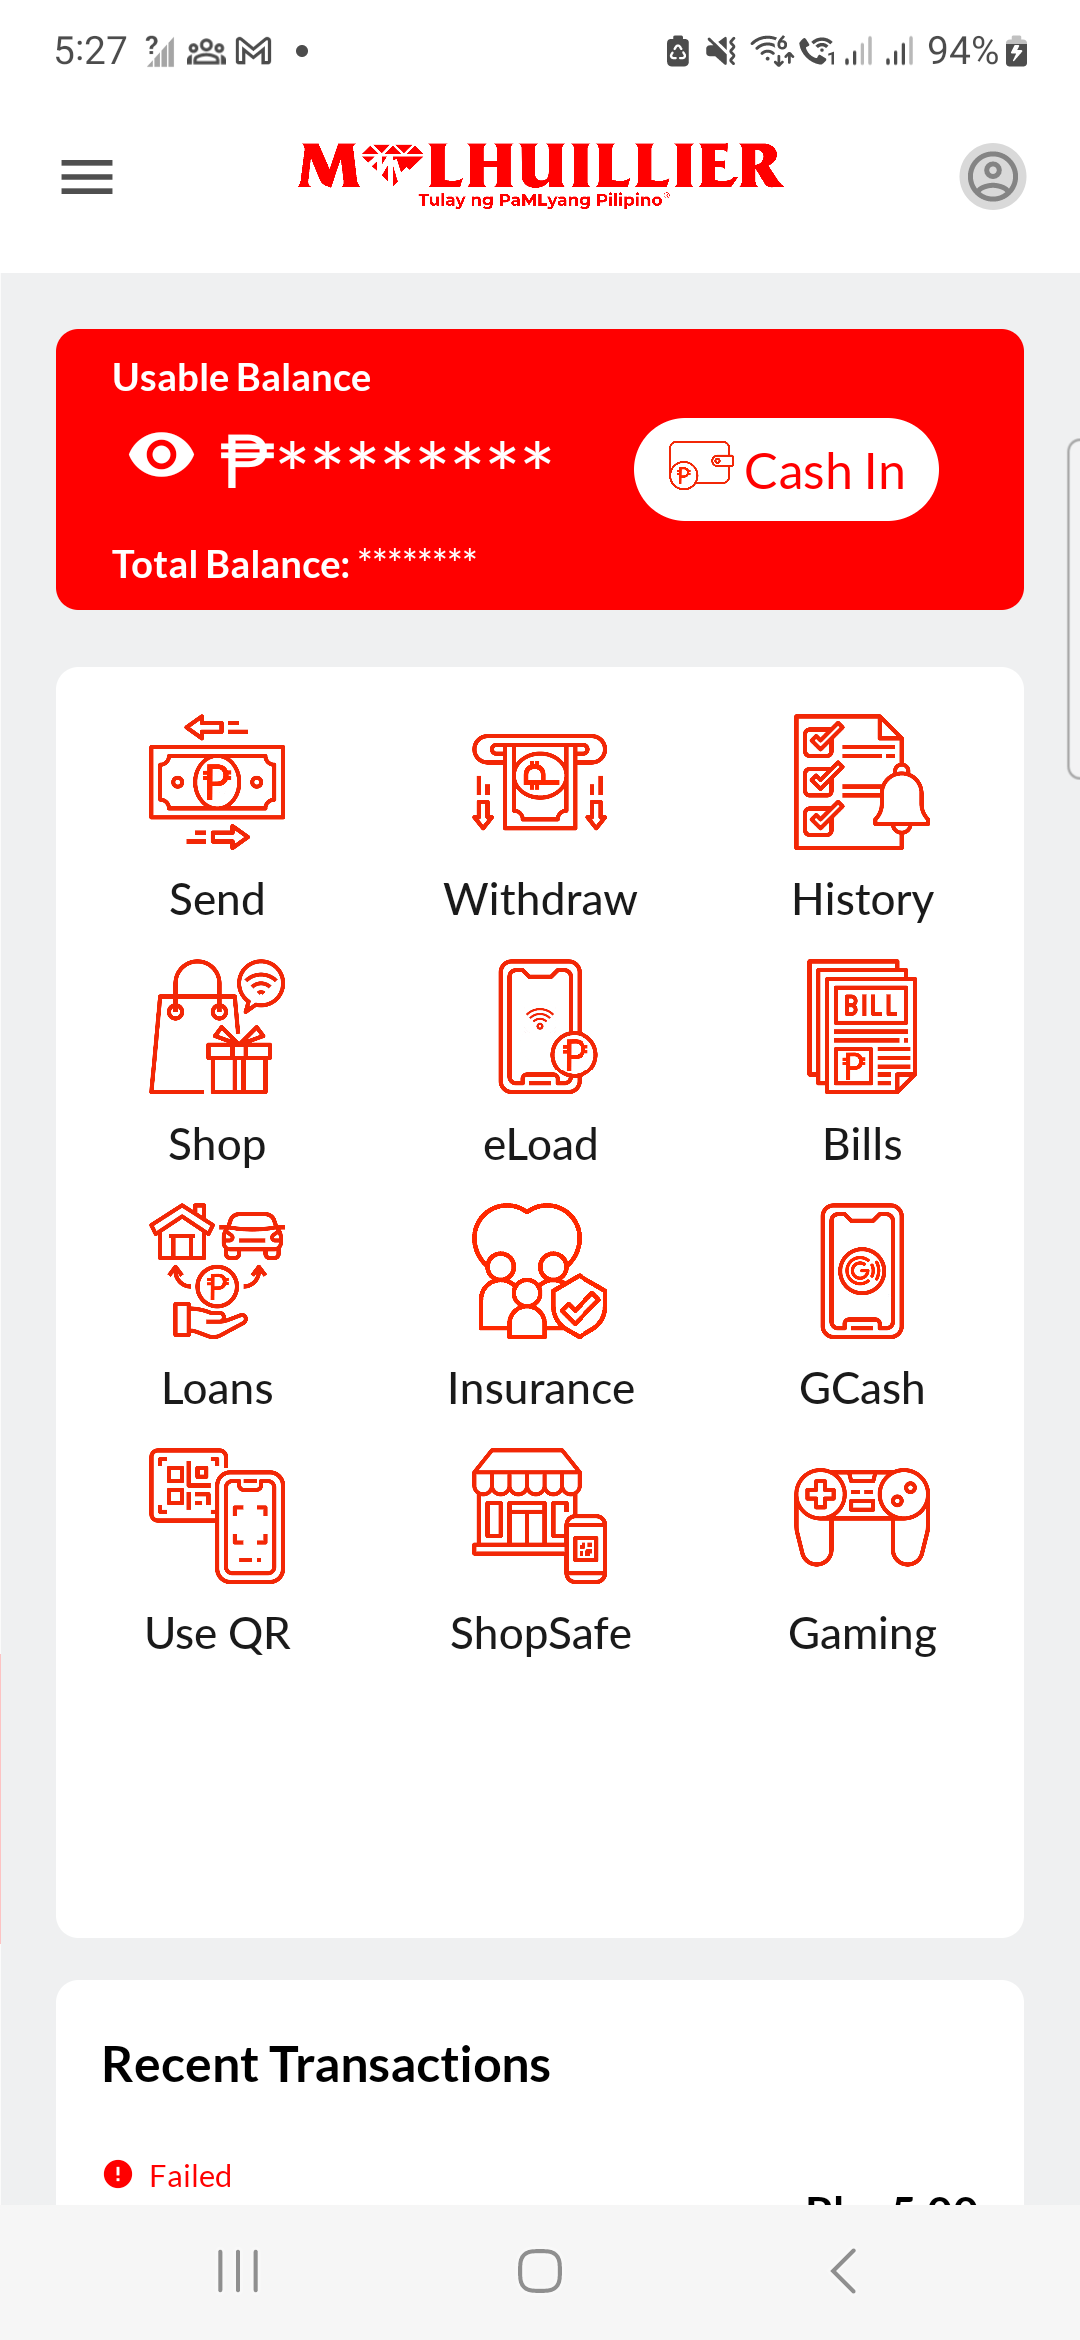 5:27
94%
M LHUILLIER
Tulay ng PaMLyang Pilipino
Usable Balance
₱********
Cash In
Total Balance: ********
Send
Withdraw
History
BILL
Shop
eLoad
Bills
Loans
Insurance
GCash
Use QR
ShopSafe
Gaming
Recent Transactions
Failed